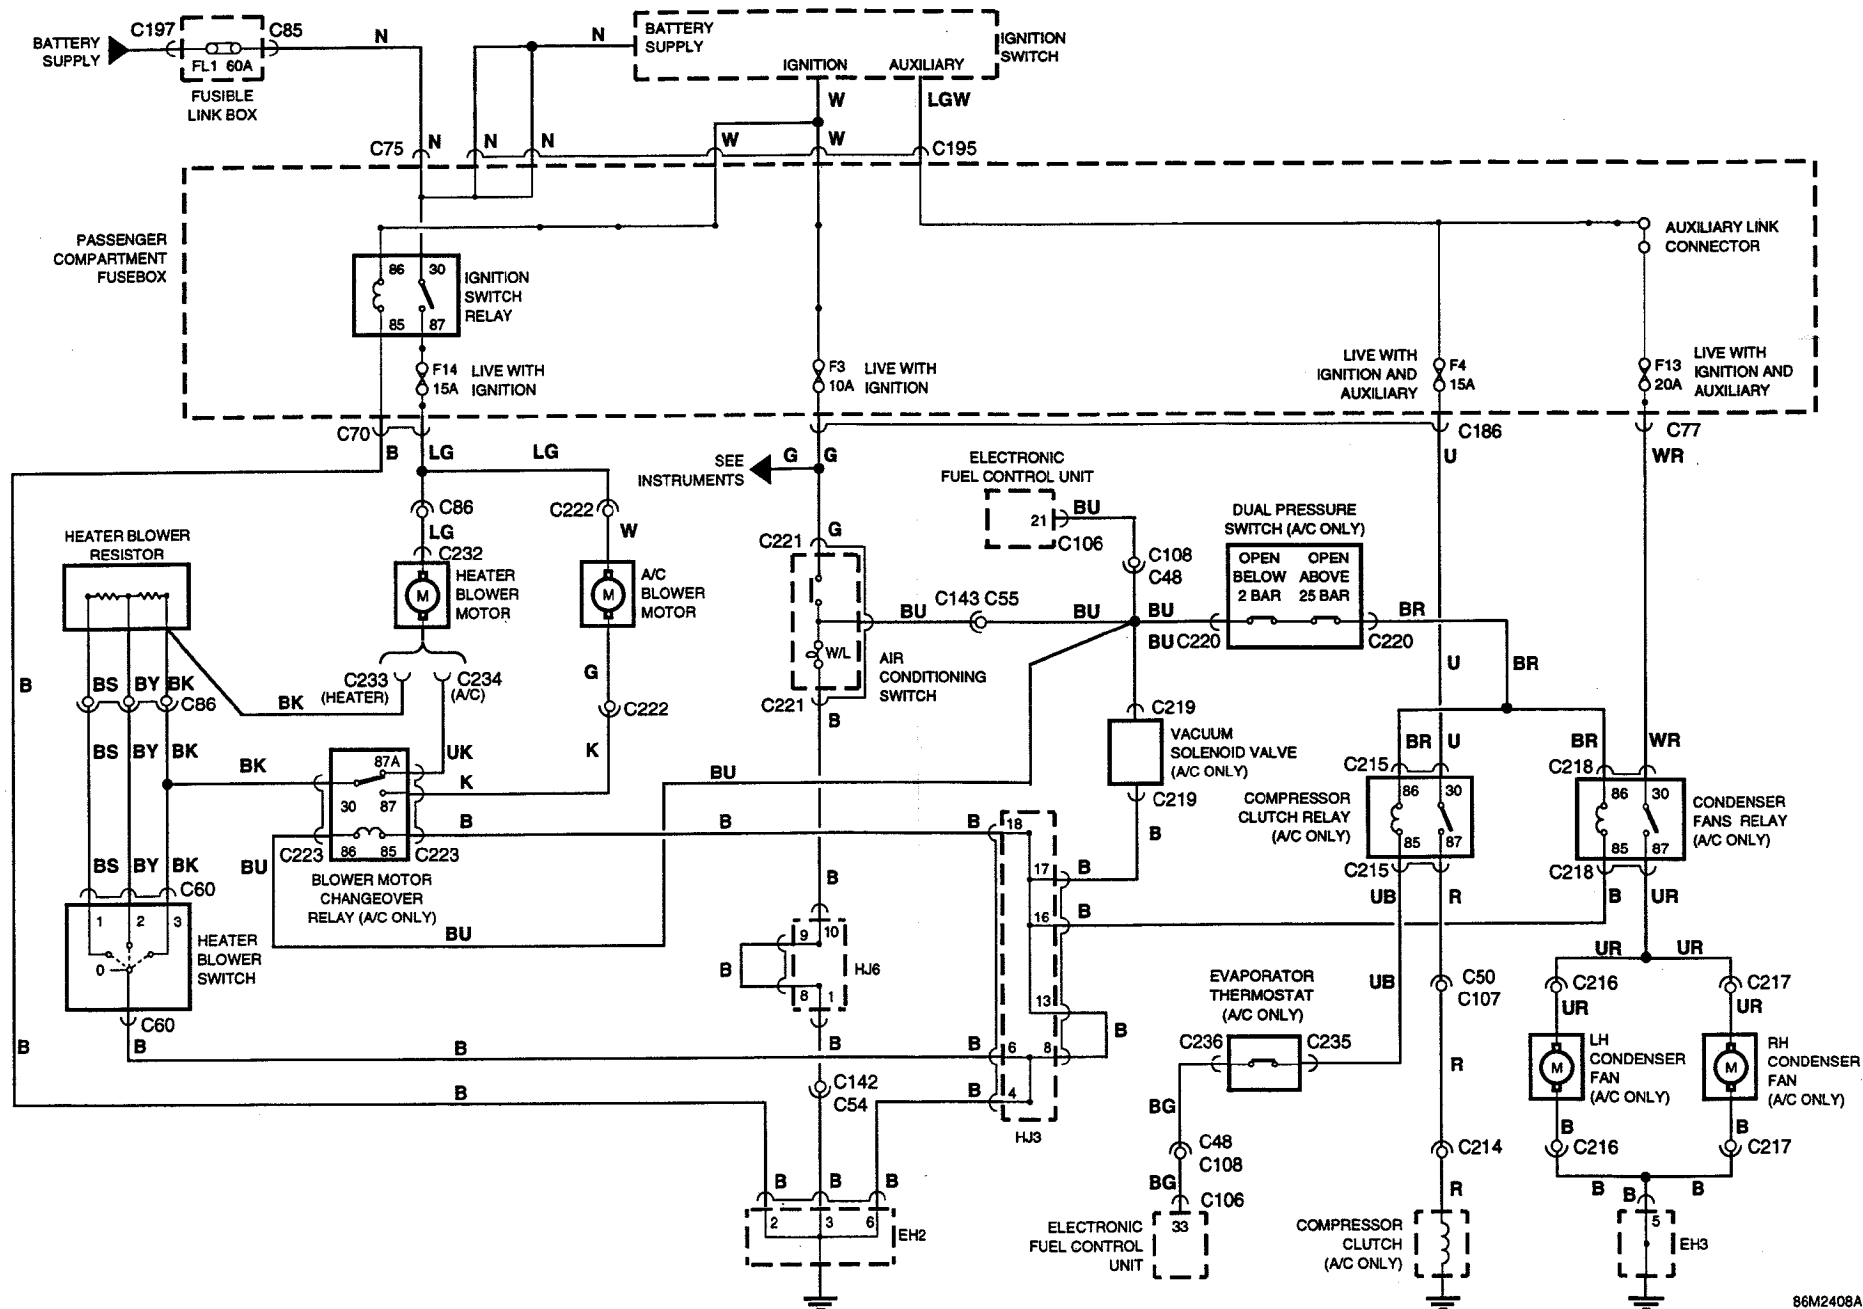 C197
C85
N
N
BATTERY
SUPPLY
FL1 60A
FUSIBLE
LINK BOX
BATTERY
SUPPLY
IGNITION
SWITCH
IGNITION
AUXILIARY
W
LGW
C75
N
N
N
W
W
C195
PASSENGER
COMPARTMENT
FUSEBOX
86
30
85
87
IGNITION
SWITCH
RELAY
AUXILIARY LINK
CONNECTOR
F14
15A
LIVE WITH
IGNITION
F3
10A
LIVE WITH
IGNITION
LIVE WITH
IGNITION AND
AUXILIARY
F4
15A
F13
20A
LIVE WITH
IGNITION AND
AUXILIARY
C70
B
LG
LG
SEE
INSTRUMENTS
G
G
C186
U
C77
WR
C86
LG
C232
C222
W
HEATER BLOWER
RESISTOR
M
HEATER
BLOWER
MOTOR
M
A/C
BLOWER
MOTOR
G
C221
ELECTRONIC
FUEL CONTROL UNIT
21
BU
C106
C108
C48
DUAL PRESSURE
SWITCH (A/C ONLY)
OPEN
BELOW
2 BAR
OPEN
ABOVE
25 BAR
BU
C143 C55
BU
BU
BU
C220
BR
C220
W/L
AIR
CONDITIONING
SWITCH
C221
B
B
BS
BY
BK
C86
BK
C233
(HEATER)
C234
(A/C)
G
C222
U
BR
BS
BY
BK
BK
UK
K
K
87A
30
87
86
85
BU
C223
C223
BLOWER MOTOR
CHANGEOVER
RELAY (A/C ONLY)
BU
B
B
B
C219
VACUUM
SOLENOID VALVE
(A/C ONLY)
C219
B
BR
U
C215
86
30
85
87
COMPRESSOR
CLUTCH RELAY
(A/C ONLY)
C215
BR
WR
C218
86
30
85
87
CONDENSER
FANS RELAY
(A/C ONLY)
C218
BS
BY
BK
C60
1
2
3
0
HEATER
BLOWER
SWITCH
C60
BU
B
9
10
8
1
B
HJ6
18
17
B
16
B
13
B
6
8
4
HJ3
UB
R
B
UR
UB
C50
C107
UR
UR
C216
UR
C217
UR
EVAPORATOR
THERMOSTAT
(A/C ONLY)
C236
C235
M
LH
CONDENSER
FAN
(A/C ONLY)
M
RH
CONDENSER
FAN
(A/C ONLY)
B
B
B
B
B
C142
C54
B
B
R
BG
C48
C108
BG
C106
B
C216
B
C217
C214
R
B
B
B
B
B
B
2
3
6
EH2
ELECTRONIC
FUEL CONTROL
UNIT
33
COMPRESSOR
CLUTCH
(A/C ONLY)
5
EH3
86M2408A